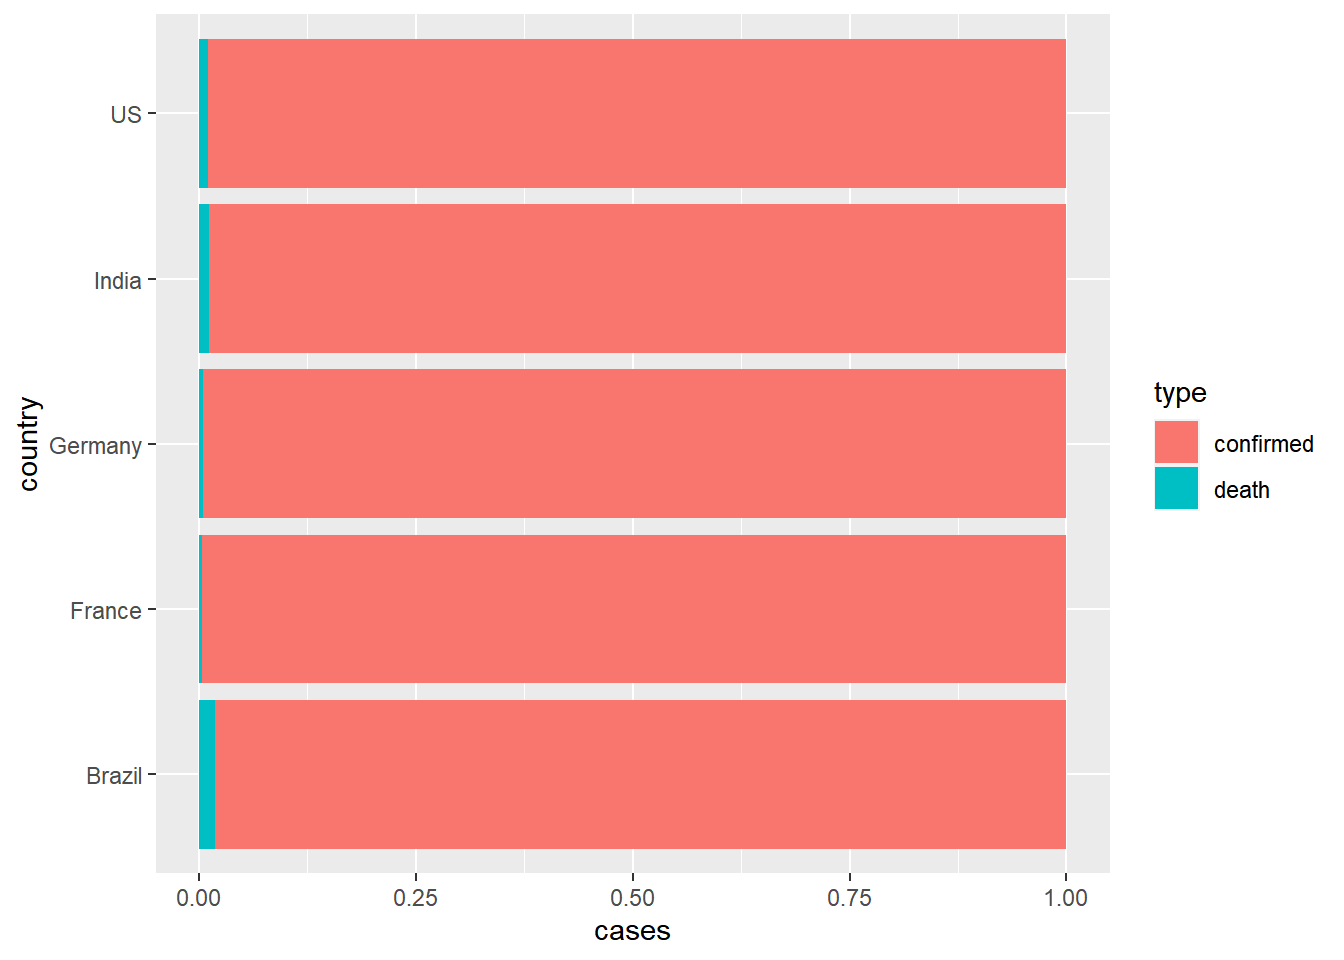 US
India
Germany
France
Brazil
country
0.00 0.25 0.50 0.75 1.00
cases
type
confirmed
death